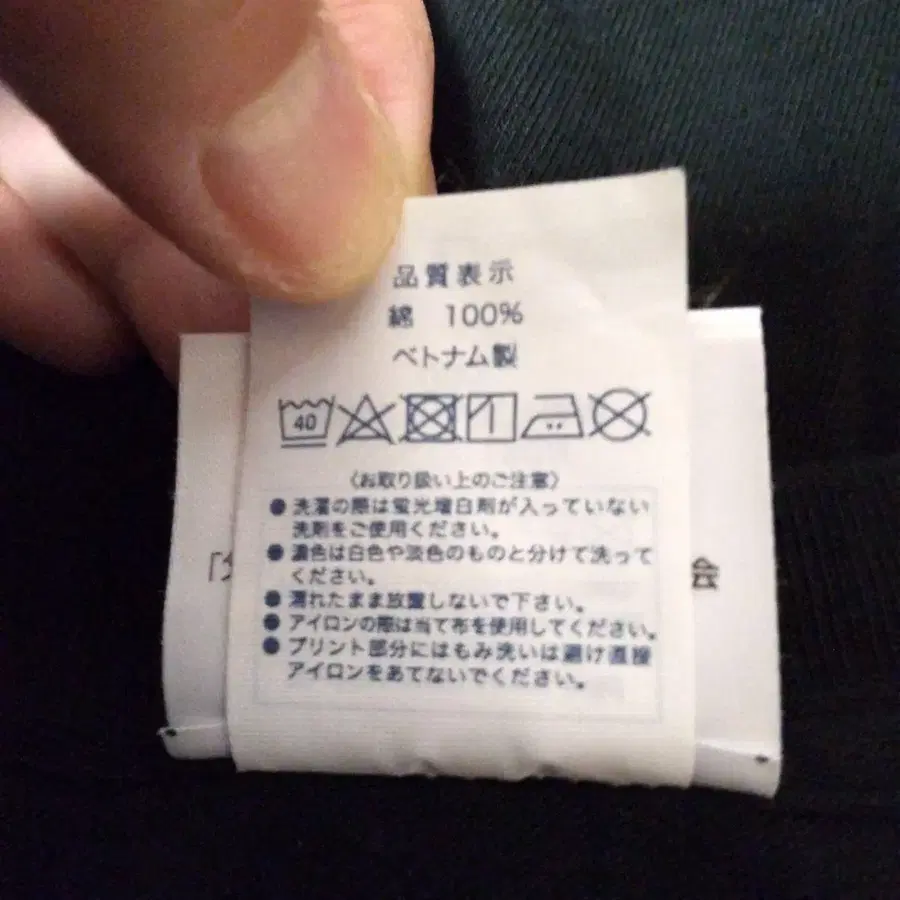 品質表示
綿 100%
ベトナム製
40
〈お取り扱い上のご注意〉
● 洗濯の際は蛍光増白剤が入っていない
洗剤をご使用ください。
● 濃色は白色や淡色のものと分けて洗って
ください。
● 濡れたまま放置しないで下さい。
● アイロンの際は当て布を使用してください。
● プリント部分にはもみ洗いは避け直接
アイロンをあてないでください。
会